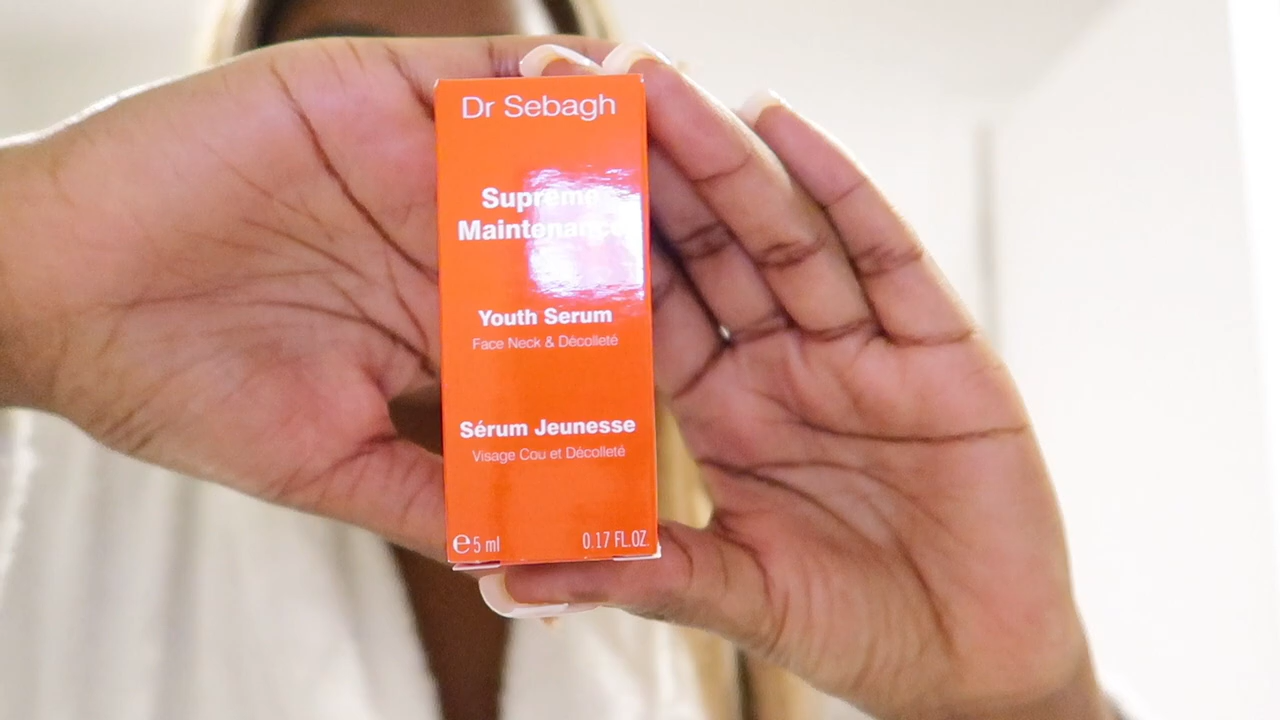 Dr Sebagh
Supreme
Maintenance
Youth Serum
Face Neck & Décolleté
Sérum Jeunesse
Visage Cou et Décolleté
℮5 ml 0.17 FL.OZ.